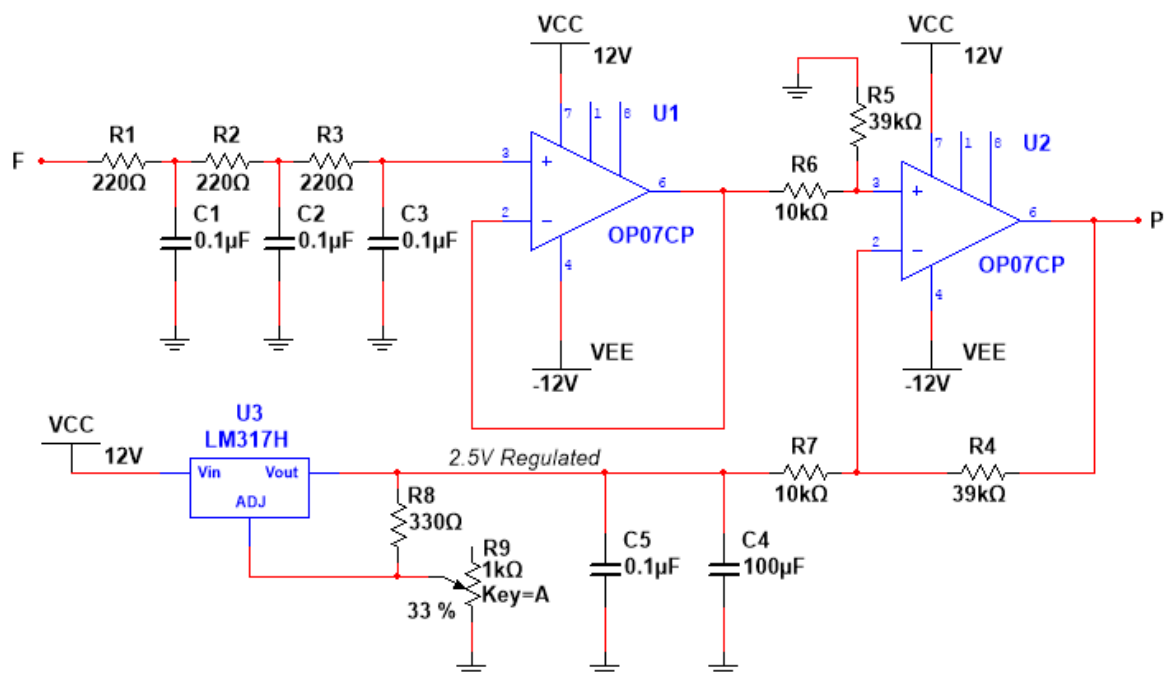 VCC
12V
VCC
12V
R5
39kΩ
7
1
8
U1
7
1
8
U2
F
R1
220Ω
R2
220Ω
R3
220Ω
3
+
2
−
6
4
OP07CP
R6
10kΩ
3
+
2
−
6
4
OP07CP
P
C1
0.1µF
C2
0.1µF
C3
0.1µF
VEE
-12V
VEE
-12V
VCC
12V
U3
LM317H
Vin
Vout
ADJ
2.5V Regulated
R7
10kΩ
R4
39kΩ
R8
330Ω
R9
1kΩ
Key=A
33 %
C5
0.1µF
C4
100µF